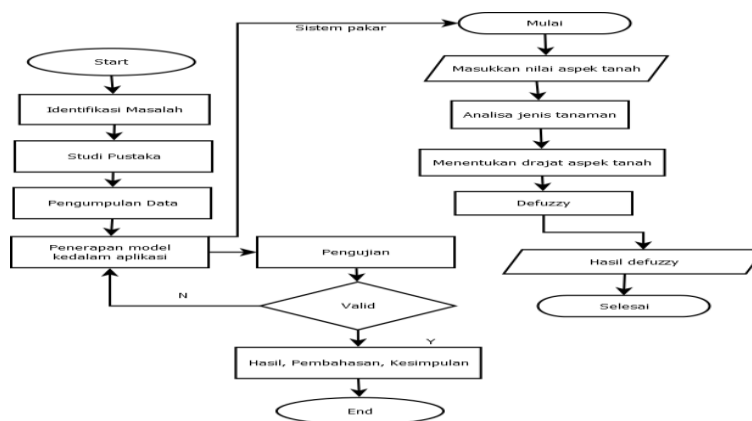 Start
Identifikasi Masalah
Studi Pustaka
Pengumpulan Data
Penerapan model
kedalam aplikasi
Pengujian
Valid
N
Y
Hasil, Pembahasan, Kesimpulan
End
Sistem pakar
Mulai
Masukkan nilai aspek tanah
Analisa jenis tanaman
Menentukan drajat aspek tanah
Defuzzy
Hasil defuzzy
Selesai